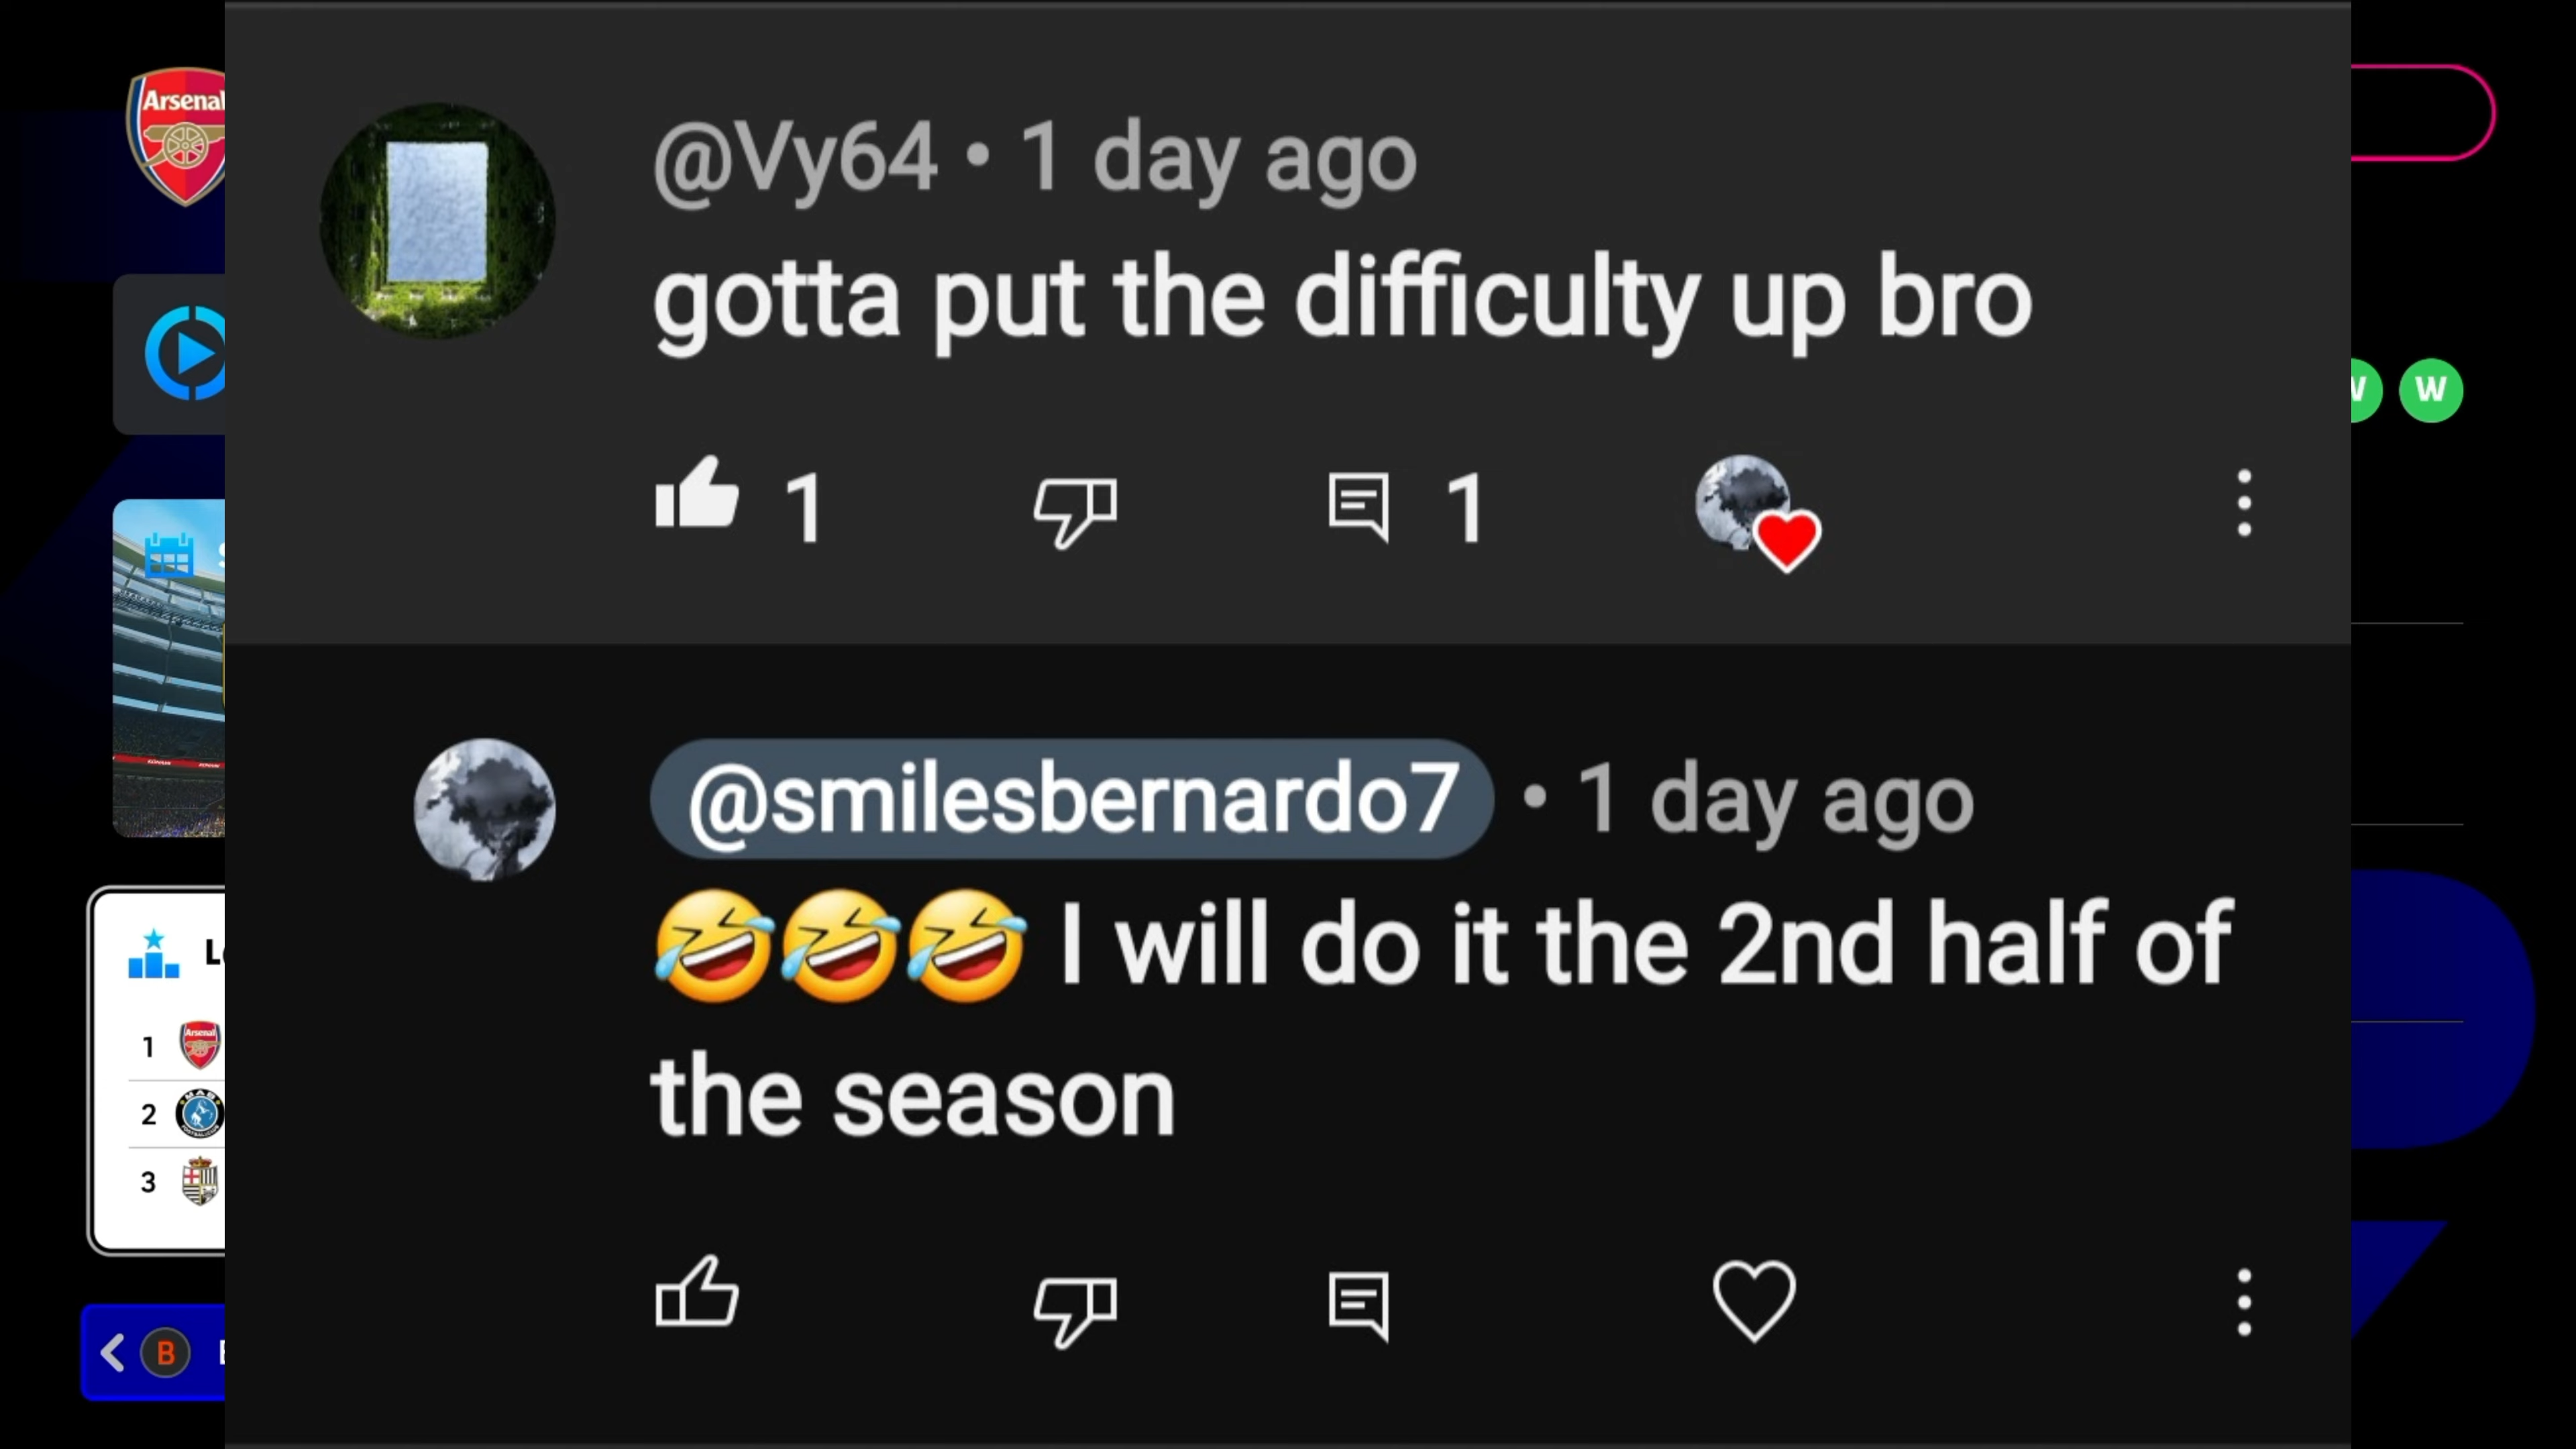 Arsenal
@Vy64 • 1 day ago
gotta put the difficulty up bro
W
1
1
@smilesbernardo7 • 1 day ago
🤣🤣🤣 I will do it the 2nd half of
the season
1 Arsenal
2
3
B